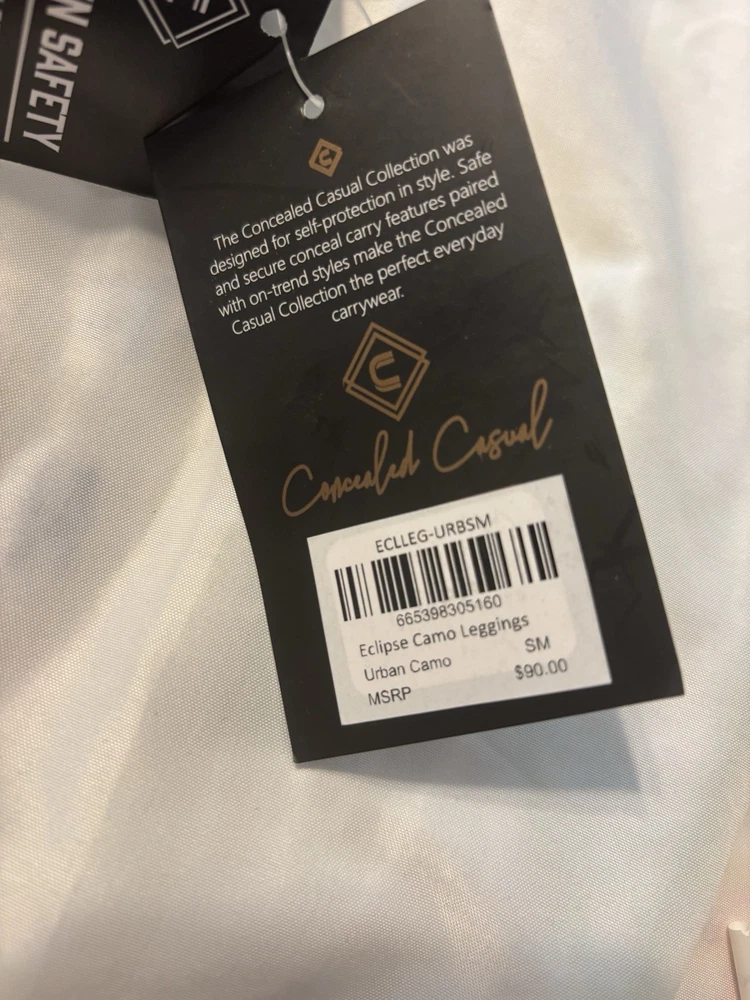 N SAFETY
The Concealed Casual Collection was
designed for self-protection in style. Safe
and secure conceal carry features paired
with on-trend styles make the Concealed
Casual Collection the perfect everyday
carrywear.
Concealed Casual
ECLLEG-URBSM
665398305160
Eclipse Camo Leggings
Urban Camo SM
MSRP $90.00